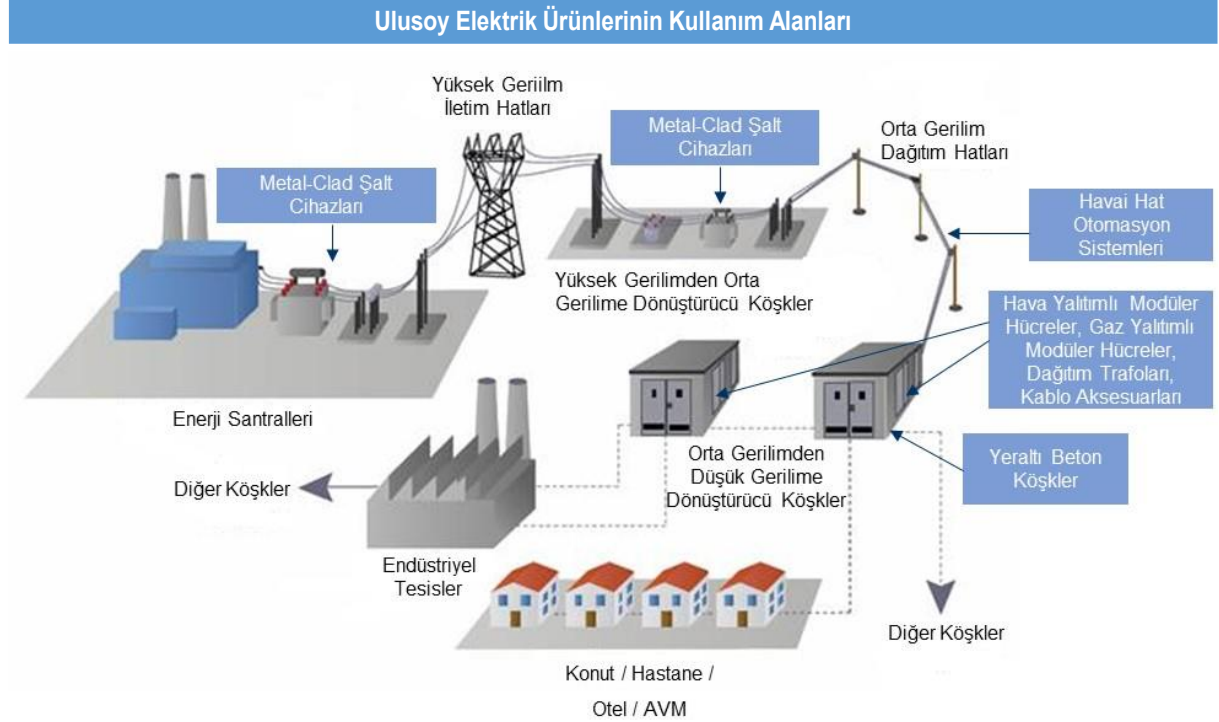 Ulusoy Elektrik Ürünlerinin Kullanım Alanları
Yüksek Geriilm
İletim Hatları
Metal-Clad Şalt
Cihazları
Orta Gerilim
Dağıtım Hatları
Metal-Clad Şalt
Cihazları
Havai Hat
Otomasyon
Sistemleri
Yüksek Gerilimden Orta
Gerilime Dönüştürücü Köşkler
Hava Yalıtımlı Modüler
Hücreler, Gaz Yalıtımlı
Modüler Hücreler,
Dağıtım Trafoları,
Kablo Aksesuarları
Enerji Santralleri
Orta Gerilimden
Düşük Gerilime
Dönüştürücü Köşkler
Yeraltı Beton
Köşkler
Diğer Köşkler
Endüstriyel
Tesisler
Diğer Köşkler
Konut / Hastane /
Otel / AVM